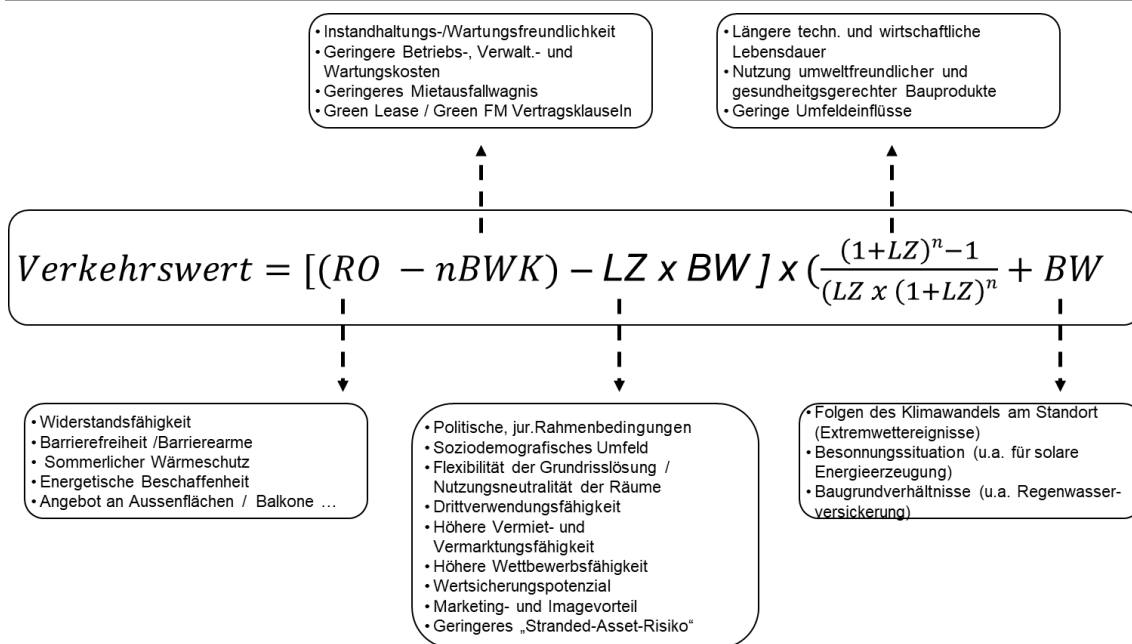 • Instandhaltungs-/Wartungsfreundlichkeit
• Geringere Betriebs-, Verwalt.- und
Wartungskosten
• Geringeres Mietausfallwagnis
• Green Lease / Green FM Vertragsklauseln
• Längere techn. und wirtschaftliche
Lebensdauer
• Nutzung umweltfreundlicher und
gesundheitsgerechter Bauprodukte
• Geringe Umfeldeinflüsse
Verkehrswert = [(RO − nBWK) − LZ x BW ] x ((1+LZ)^n−1 / (LZ x (1+LZ)^n + BW
• Widerstandsfähigkeit
• Barrierefreiheit /Barrierearme
• Sommerlicher Wärmeschutz
• Energetische Beschaffenheit
• Angebot an Aussenflächen / Balkone …
• Politische, jur.Rahmenbedingungen
• Soziodemografisches Umfeld
• Flexibilität der Grundrisslösung /
Nutzungsneutralität der Räume
• Drittverwendungsfähigkeit
• Höhere Vermiet- und
Vermarktungsfähigkeit
• Höhere Wettbewerbsfähigkeit
• Wertsicherungspotenzial
• Marketing- und Imagevorteil
• Geringeres „Stranded-Asset-Risiko“
• Folgen des Klimawandels am Standort
(Extremwettereignisse)
• Besonnungssituation (u.a. für solare
Energieerzeugung)
• Baugrundverhältnisse (u.a. Regenwasser-
versickerung)